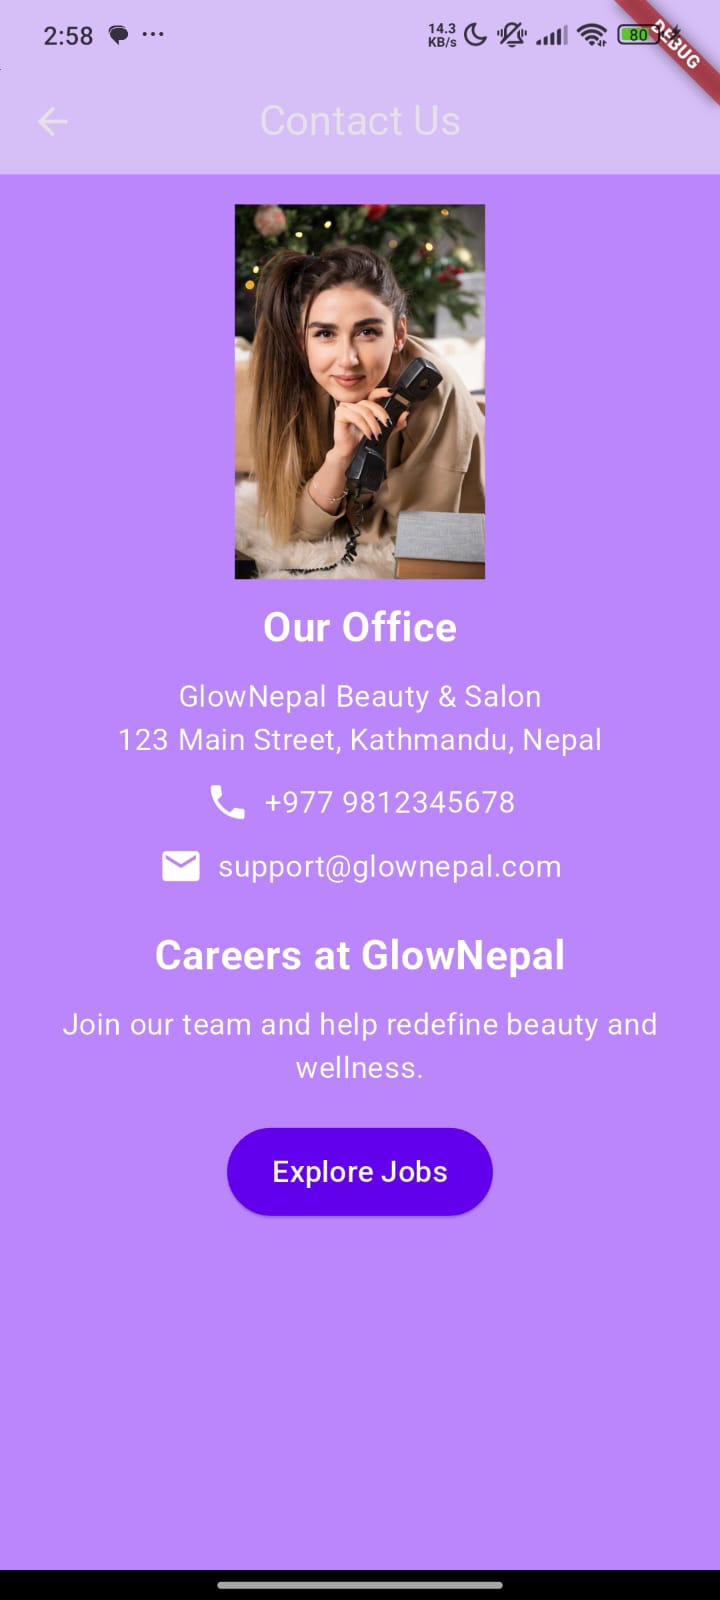 2:58
14.3
KB/s
80
DEBUG
Contact Us
Our Office
GlowNepal Beauty & Salon
123 Main Street, Kathmandu, Nepal
+977 9812345678
support@glownepal.com
Careers at GlowNepal
Join our team and help redefine beauty and
wellness.
Explore Jobs